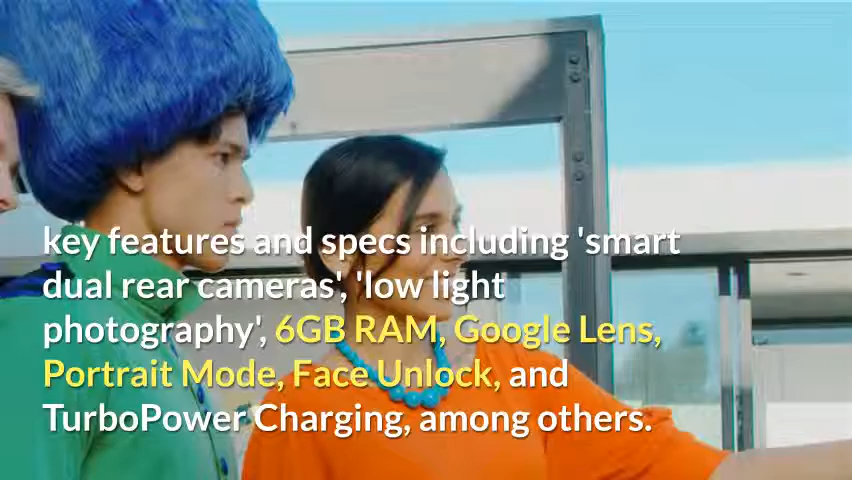 key features and specs including 'smart
dual rear cameras', 'low light
photography', 6GB RAM, Google Lens,
Portrait Mode, Face Unlock, and
TurboPower Charging, among others.